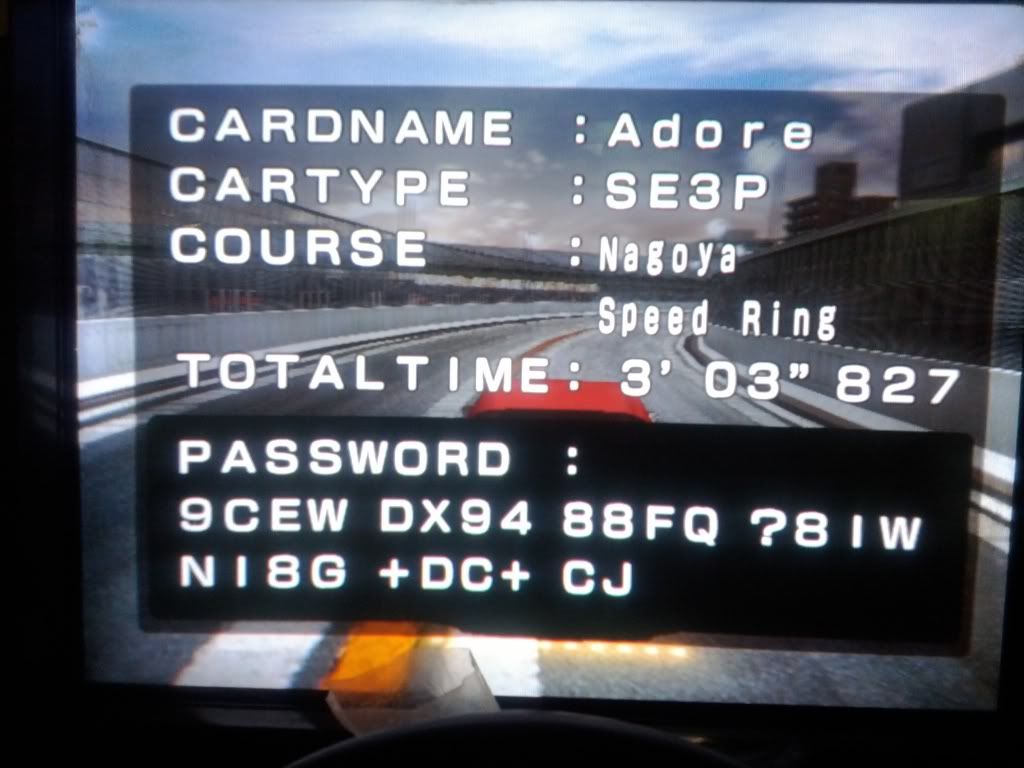 CARDNAME : Adore
CARTYPE : SE3P
COURSE : Nagoya
Speed Ring
TOTALTIME : 3' 03" 827
PASSWORD :
9CEW DX94 88FQ ?8IW
NI8G +DC+ CJ